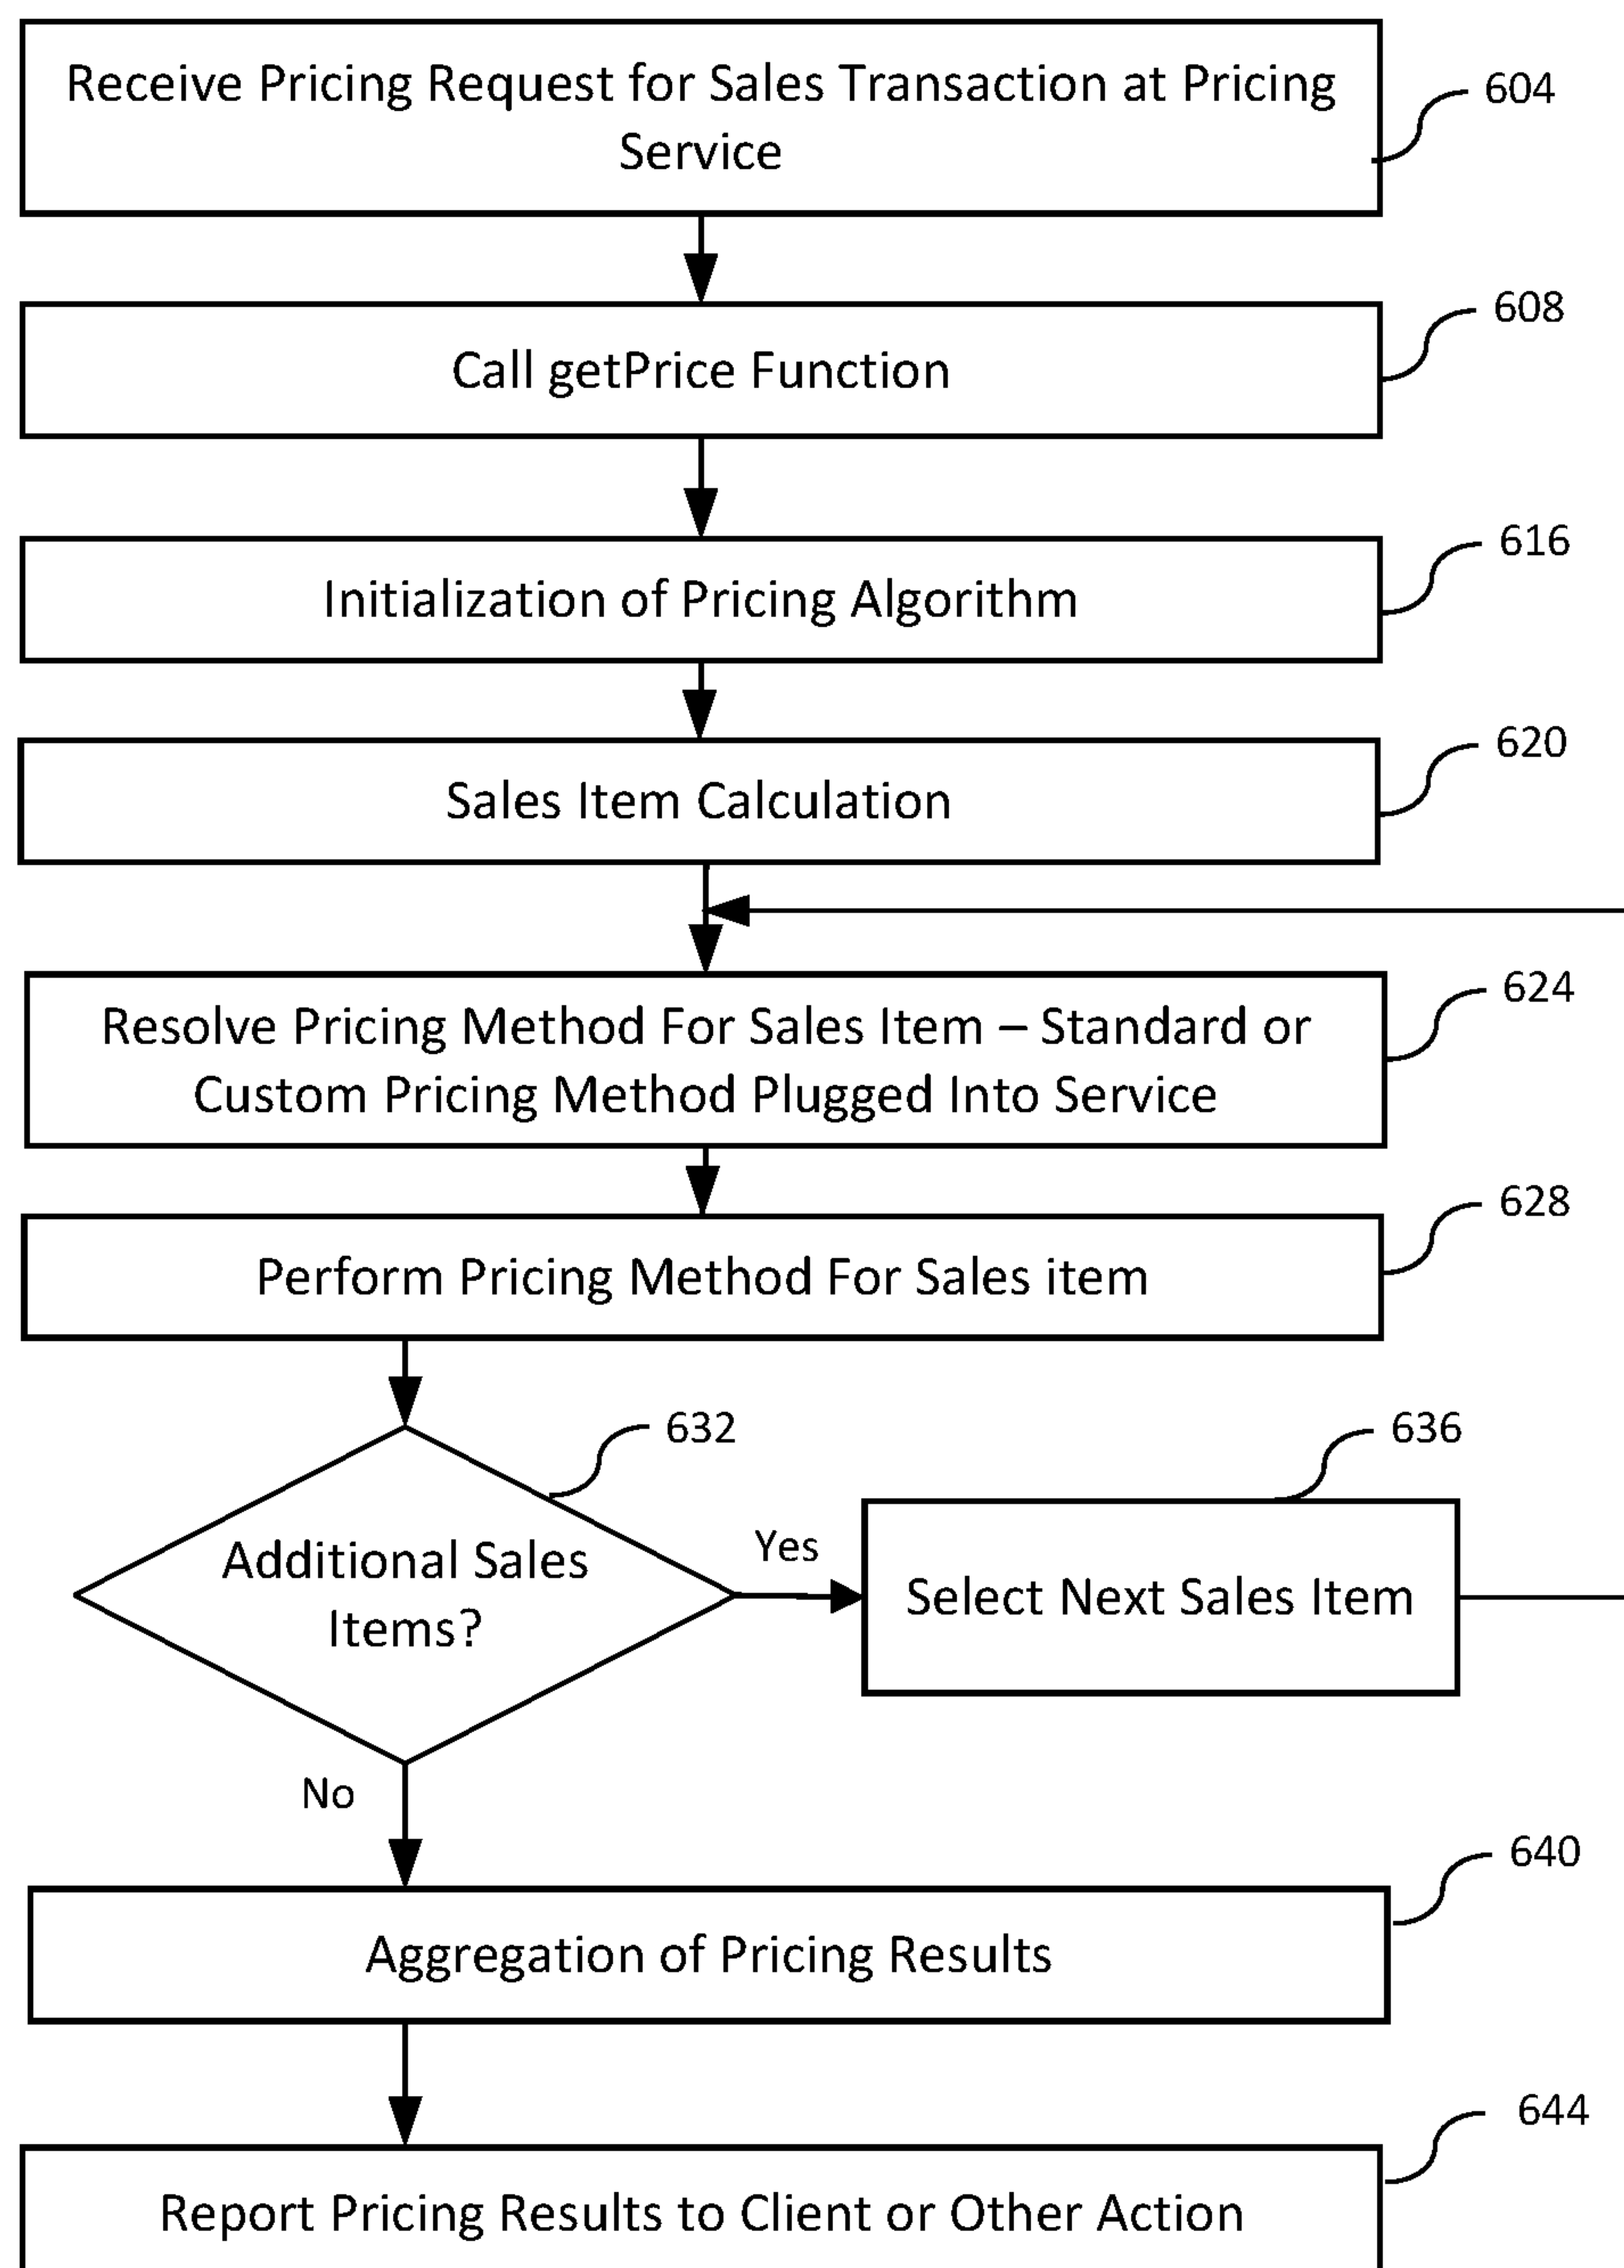 Receive Pricing Request for Sales Transaction at Pricing
Service
604
Call getPrice Function
608
Initialization of Pricing Algorithm
616
Sales Item Calculation
620
Resolve Pricing Method For Sales Item – Standard or
Custom Pricing Method Plugged Into Service
624
Perform Pricing Method For Sales item
628
Additional Sales
Items?
632
Yes
Select Next Sales Item
636
No
Aggregation of Pricing Results
640
Report Pricing Results to Client or Other Action
644